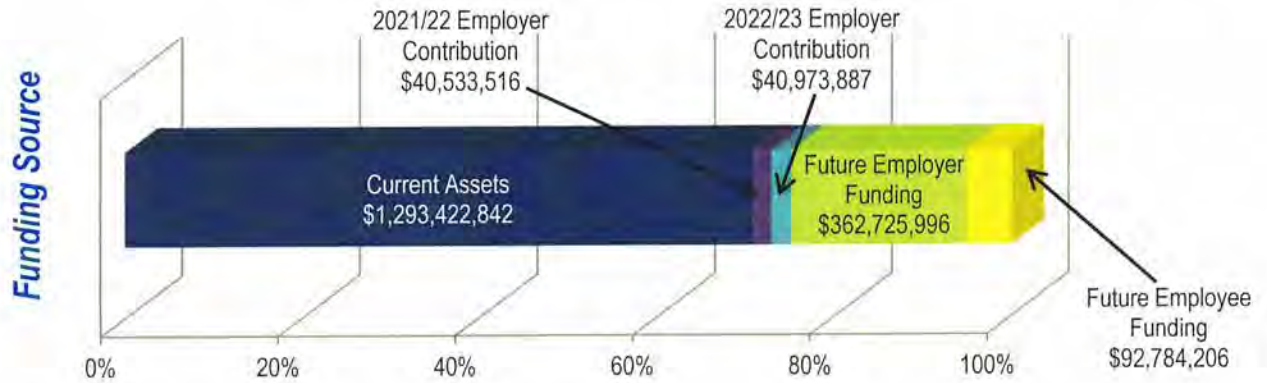 2021/22 Employer
Contribution
$40,533,516
2022/23 Employer
Contribution
$40,973,887
Funding Source
Current Assets
$1,293,422,842
Future Employer
Funding
$362,725,996
Future Employee
Funding
$92,784,206
0%
20%
40%
60%
80%
100%